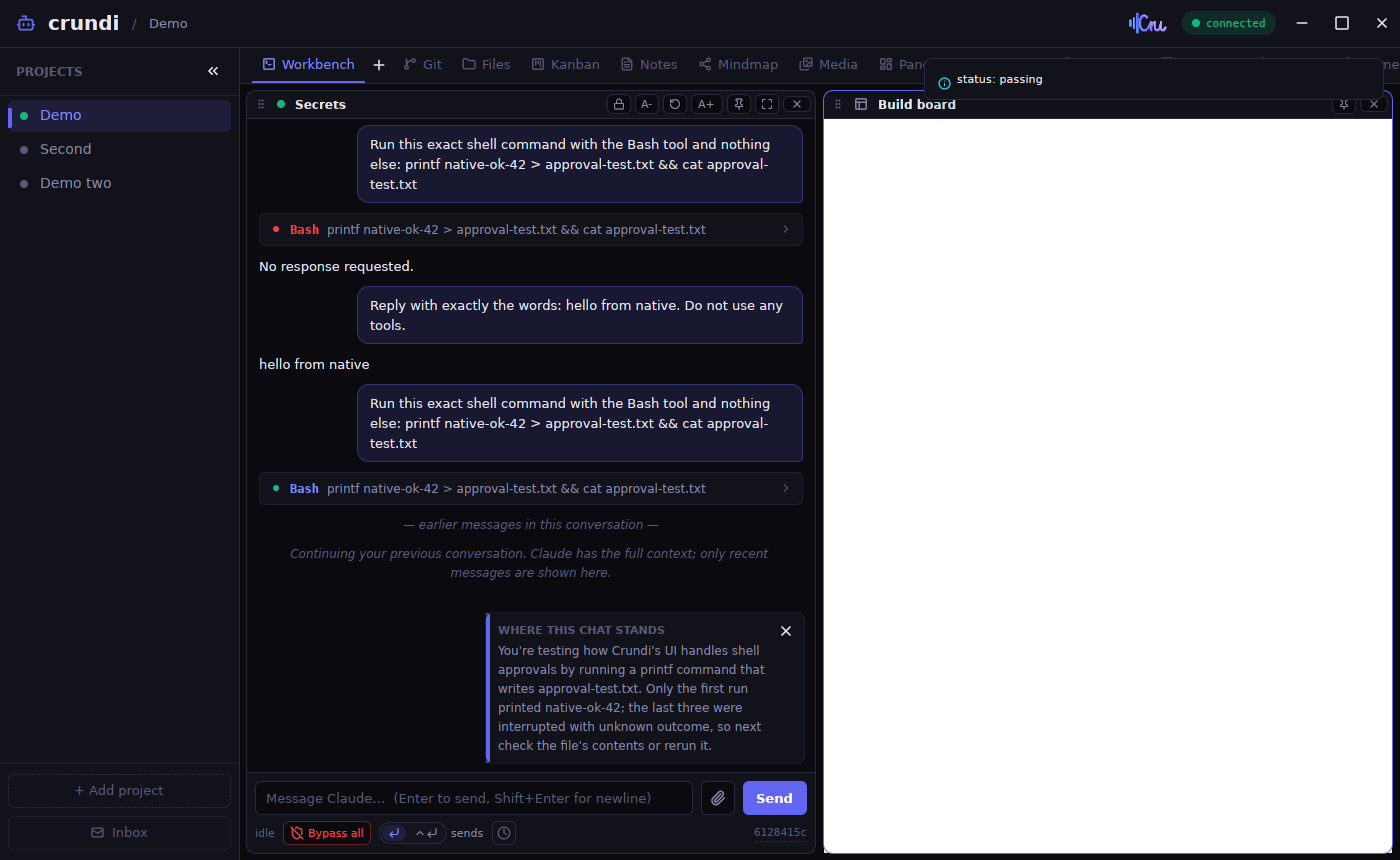 crundi / Demo
Cru
connected
PROJECTS
Demo
Second
Demo two
+ Add project
Inbox
Workbench
+
Git
Files
Kanban
Notes
Mindmap
Media
status: passing
Secrets
A-
A+
Run this exact shell command with the Bash tool and nothing
else: printf native-ok-42 > approval-test.txt && cat approval-
test.txt
Bash printf native-ok-42 > approval-test.txt && cat approval-test.txt
No response requested.
Reply with exactly the words: hello from native. Do not use any
tools.
hello from native
Run this exact shell command with the Bash tool and nothing
else: printf native-ok-42 > approval-test.txt && cat approval-
test.txt
Bash printf native-ok-42 > approval-test.txt && cat approval-test.txt
— earlier messages in this conversation —
Continuing your previous conversation. Claude has the full context; only recent
messages are shown here.
WHERE THIS CHAT STANDS
You're testing how Crundi's UI handles shell
approvals by running a printf command that
writes approval-test.txt. Only the first run
printed native-ok-42; the last three were
interrupted with unknown outcome, so next
check the file's contents or rerun it.
Message Claude... (Enter to send, Shift+Enter for newline)
Send
idle
Bypass all
sends
6128415c
Build board